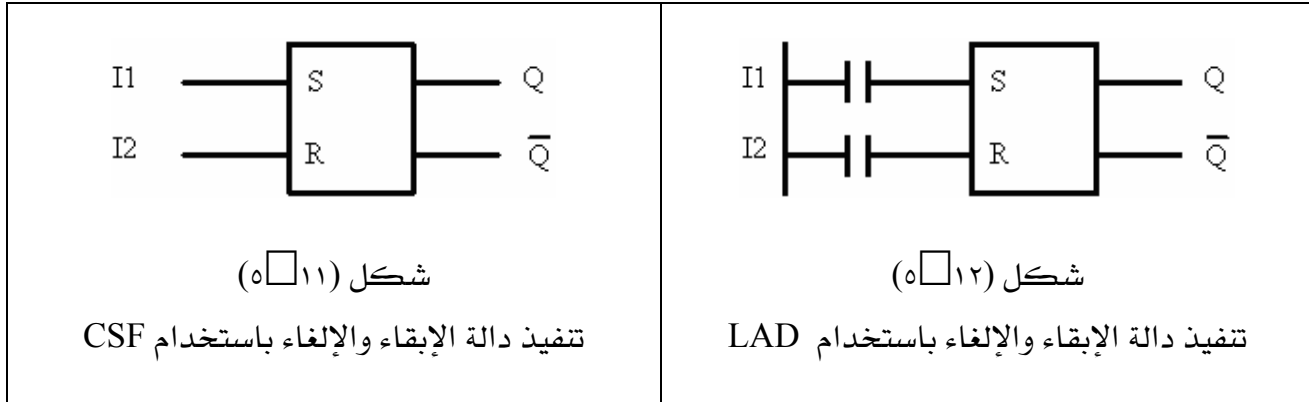 I1 S Q
I2 R Q̅
شكل (١١□٥)
تنفيذ دالة الإبقاء والإلغاء باستخدام CSF
I1 S Q
I2 R Q̅
شكل (١٢□٥)
تنفيذ دالة الإبقاء والإلغاء باستخدام LAD